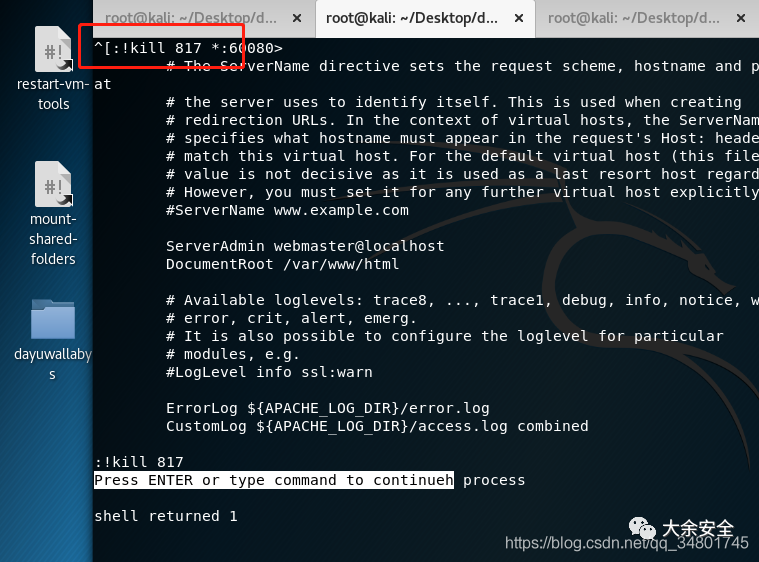 root@kali: ~/Desktop/d... × root@kali: ~/Desktop/d... × root@kali: ~/Desktop/d... ×
restart-vm-
tools
mount-
shared-
folders
dayuwallaby
s
^[:!kill 817 *:60080>
# The ServerName directive sets the request scheme, hostname and p
at
# the server uses to identify itself. This is used when creating
# redirection URLs. In the context of virtual hosts, the ServerNam
# specifies what hostname must appear in the request's Host: heade
# match this virtual host. For the default virtual host (this file
# value is not decisive as it is used as a last resort host regard
# However, you must set it for any further virtual host explicitly
#ServerName www.example.com
ServerAdmin webmaster@localhost
DocumentRoot /var/www/html
# Available loglevels: trace8, ..., trace1, debug, info, notice, w
# error, crit, alert, emerg.
# It is also possible to configure the loglevel for particular
# modules, e.g.
#LogLevel info ssl:warn
ErrorLog ${APACHE_LOG_DIR}/error.log
CustomLog ${APACHE_LOG_DIR}/access.log combined
:!kill 817
Press ENTER or type command to continueh process
shell returned 1
大余安全
https://blog.csdn.net/qq_34801745